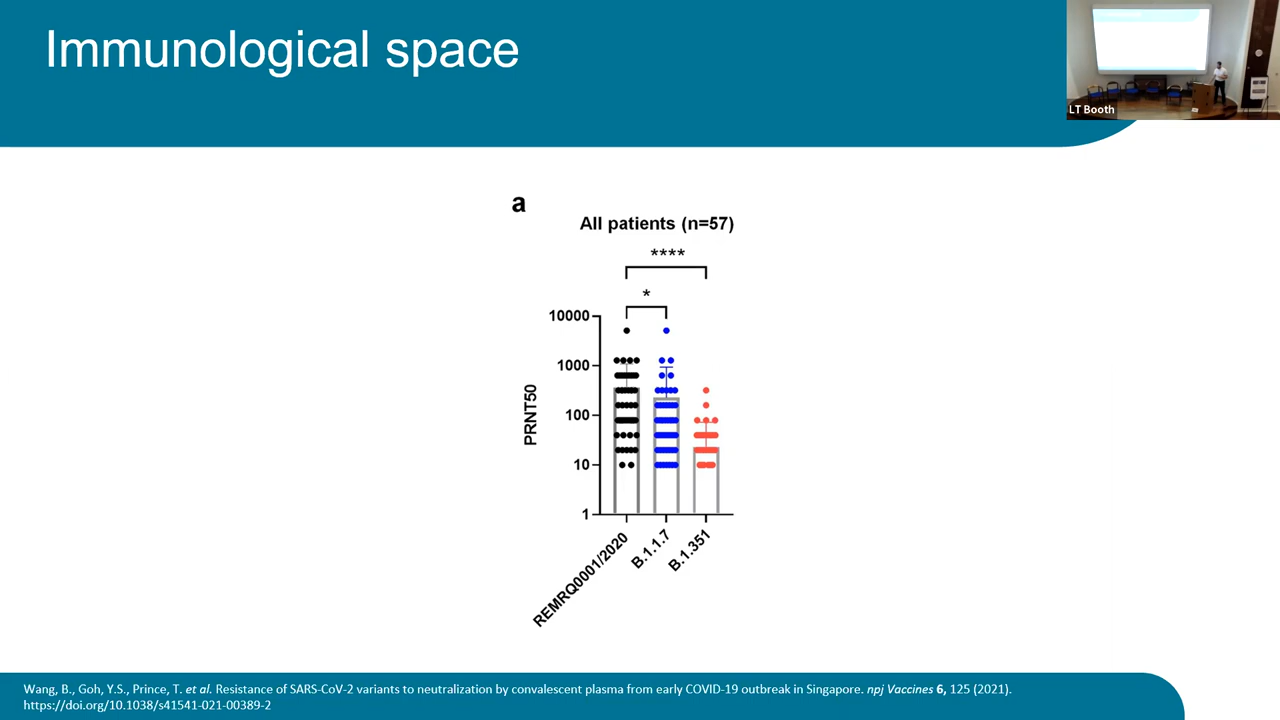 Immunological space
LT Booth
a
All patients (n=57)
****
*
10000
1000
100
10
1
PRNT50
REMRQ0001/2020
B.1.1.7
B.1.351
Wang, B., Goh, Y.S., Prince, T. et al. Resistance of SARS-CoV-2 variants to neutralization by convalescent plasma from early COVID-19 outbreak in Singapore. npj Vaccines 6, 125 (2021).
https://doi.org/10.1038/s41541-021-00389-2